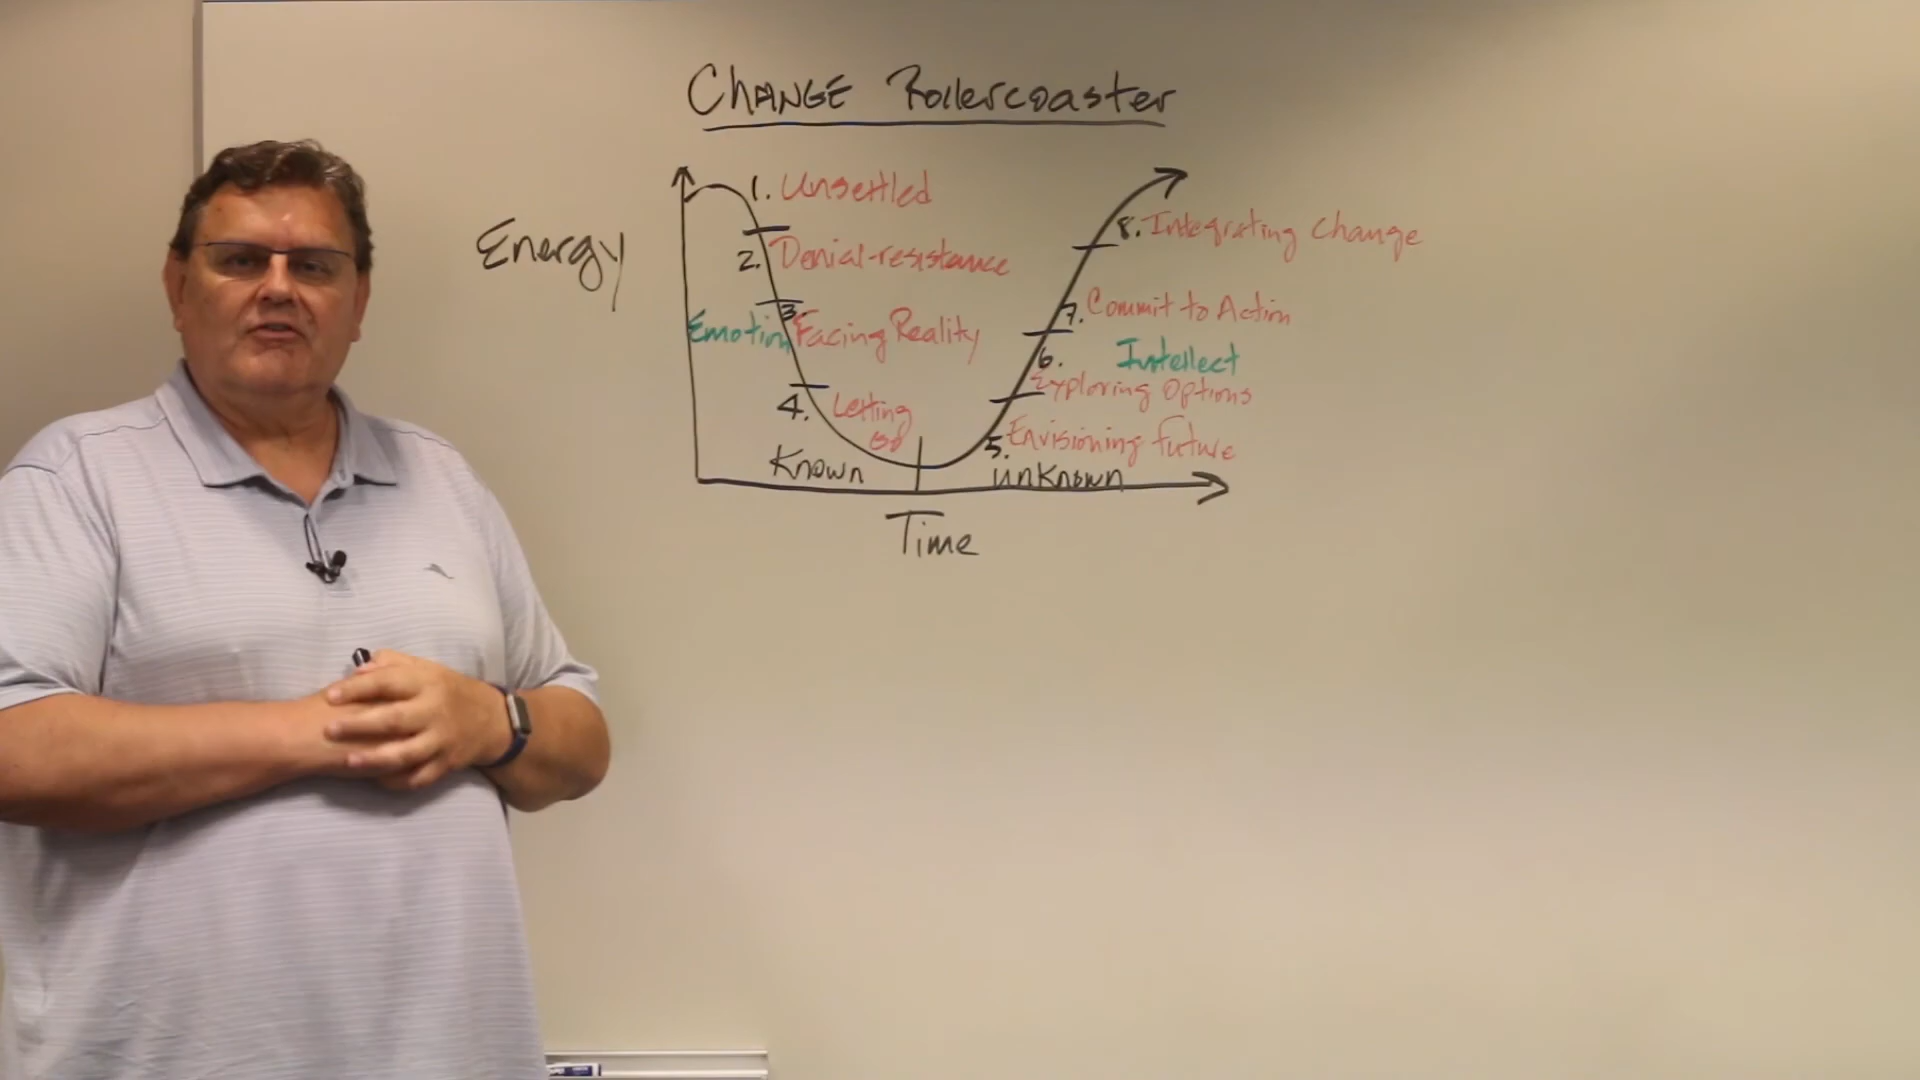 CHANGE Rollercoaster
Energy
1. Unsettled
2. Denial-resistance
3. Facing Reality
Emotion
4. Letting
Go
Known
8. Integrating Change
7. Commit to Action
Intellect
6. Exploring Options
5. Envisioning future
unknown
Time